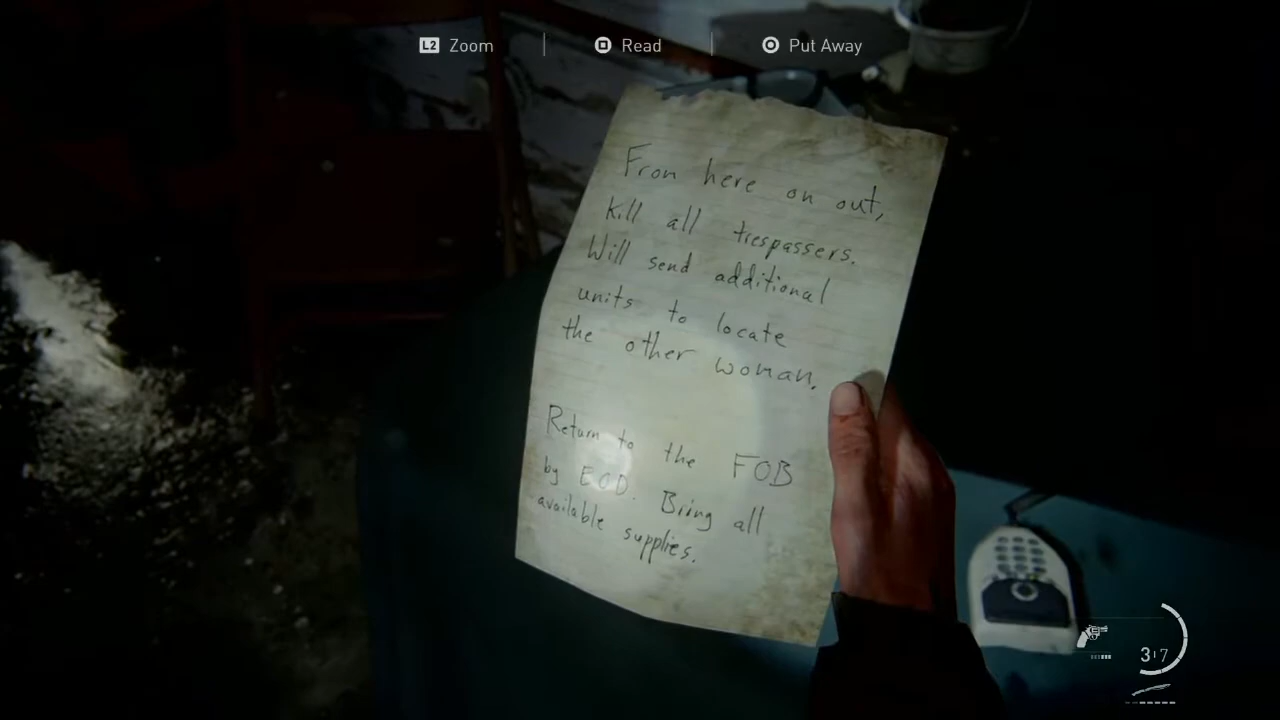 L2 Zoom | Read | Put Away
From here on out,
kill all trespassers.
Will send additional
units to locate
the other woman.
Return to the FOB
by EOD. Bring all
available supplies.
3 7